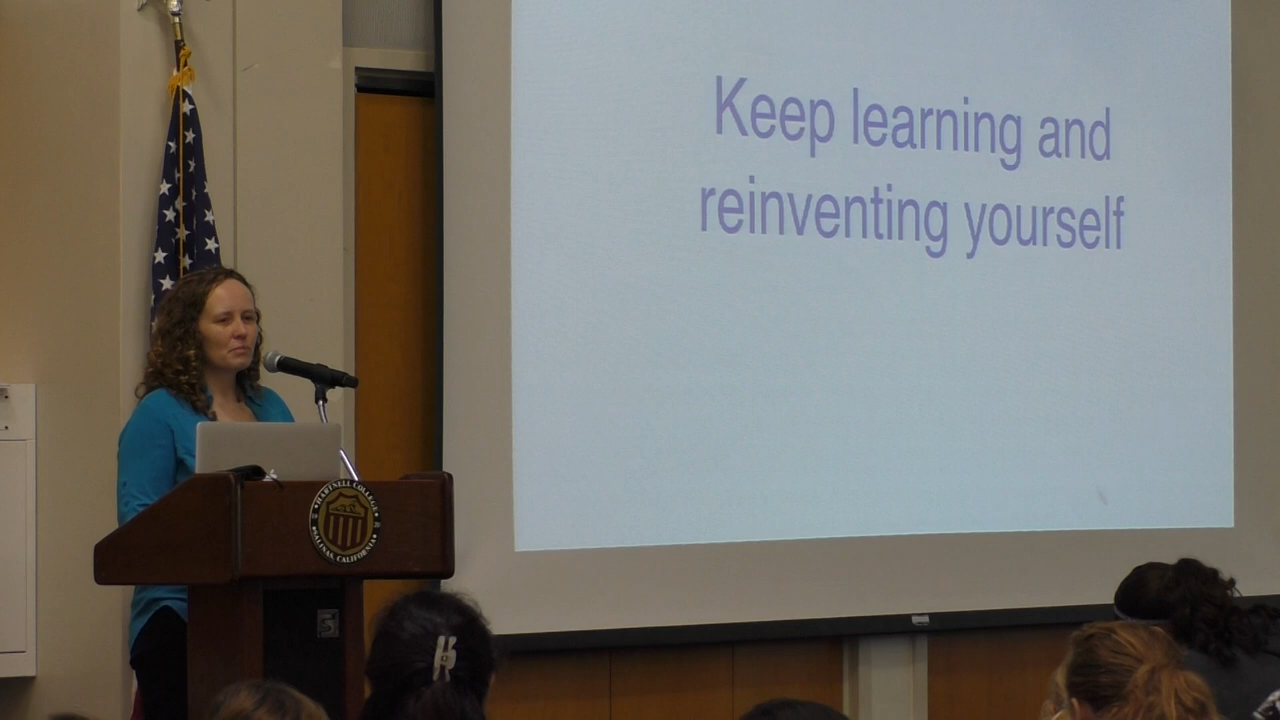 Keep learning and
reinventing yourself
HARTNELL COLLEGE
SALINAS, CALIFORNIA